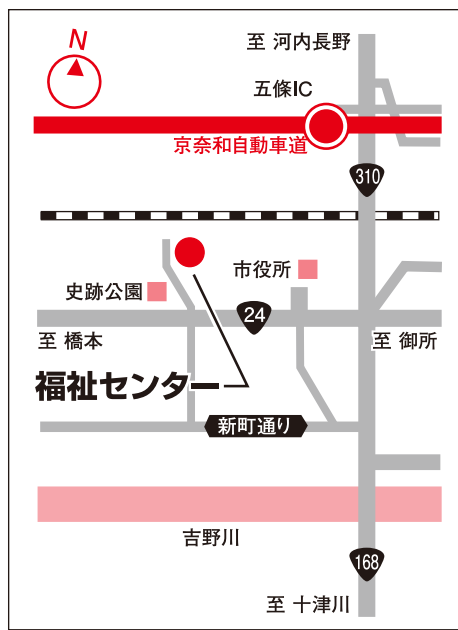 N
至 河内長野
五條IC
京奈和自動車道
310
市役所
史跡公園
24
至 橋本
至 御所
福祉センター
新町通り
吉野川
168
至 十津川